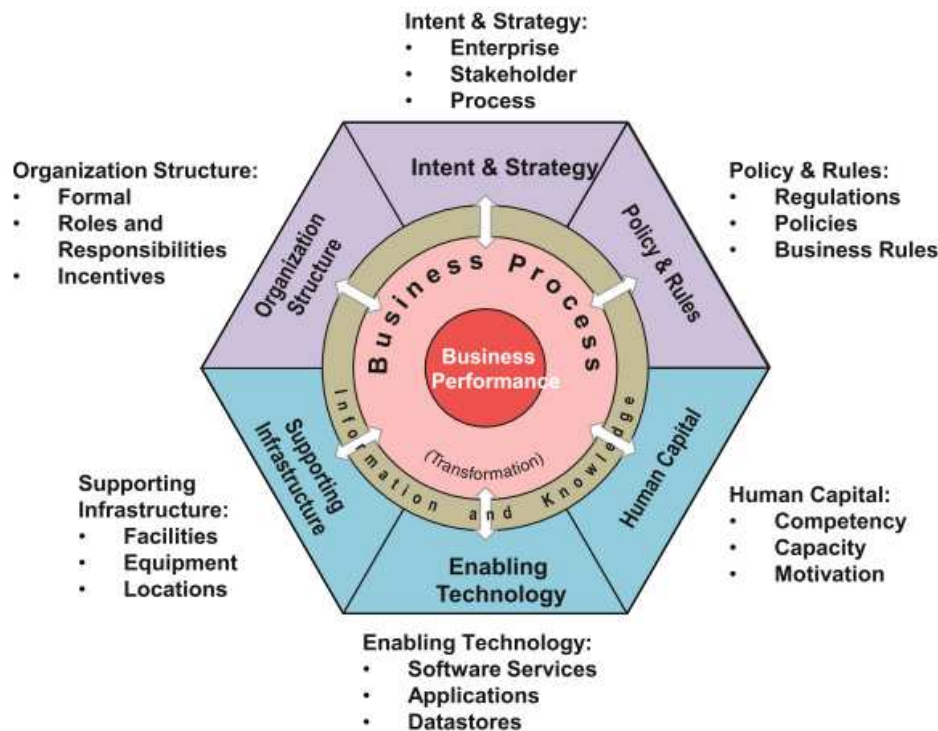 Intent & Strategy:
• Enterprise
• Stakeholder
• Process
Organization Structure:
• Formal
• Roles and
Responsibilities
• Incentives
Policy & Rules:
• Regulations
• Policies
• Business Rules
Intent & Strategy
Organization
Structure
Policy & Rules
Business Process
Business
Performance
(Transformation)
Information and Knowledge
Supporting
Infrastructure
Human Capital
Enabling
Technology
Supporting
Infrastructure:
• Facilities
• Equipment
• Locations
Human Capital:
• Competency
• Capacity
• Motivation
Enabling Technology:
• Software Services
• Applications
• Datastores